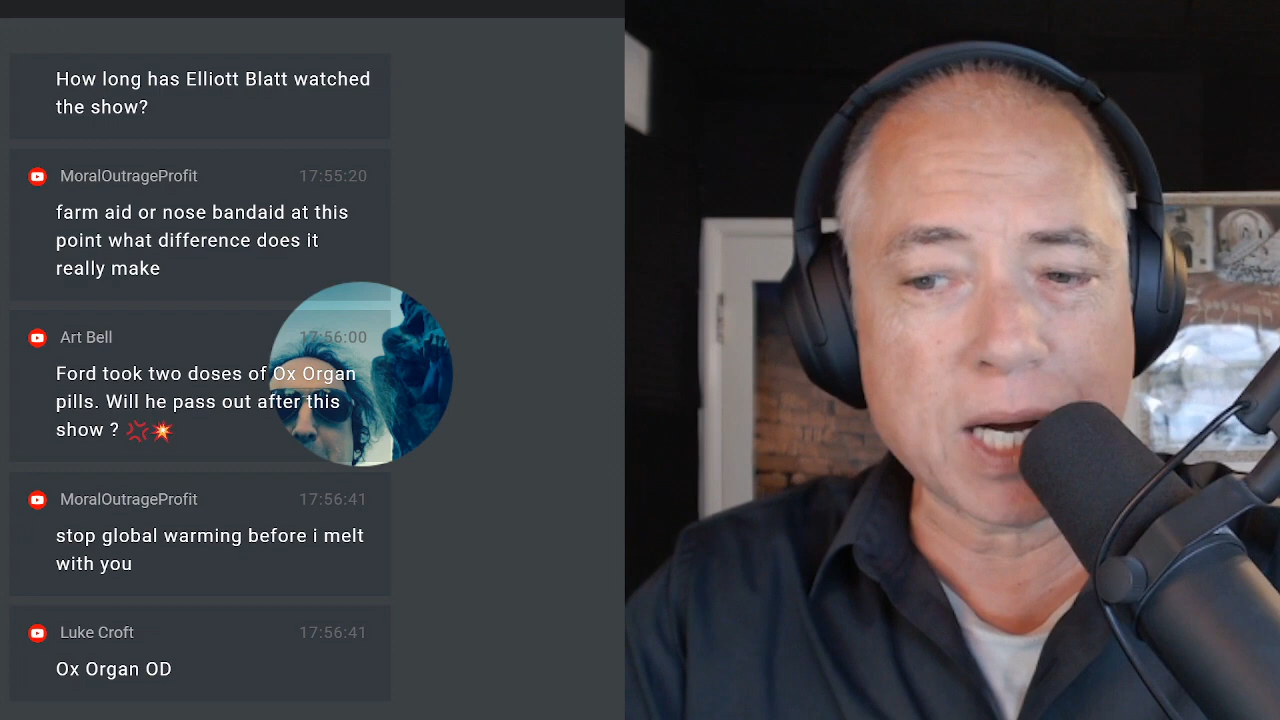 How long has Elliott Blatt watched
the show?
MoralOutrageProfit 17:55:20
farm aid or nose bandaid at this
point what difference does it
really make
Art Bell 17:56:00
Ford took two doses of Ox Organ
pills. Will he pass out after this
show ? 💢💥
MoralOutrageProfit 17:56:41
stop global warming before i melt
with you
Luke Croft 17:56:41
Ox Organ OD